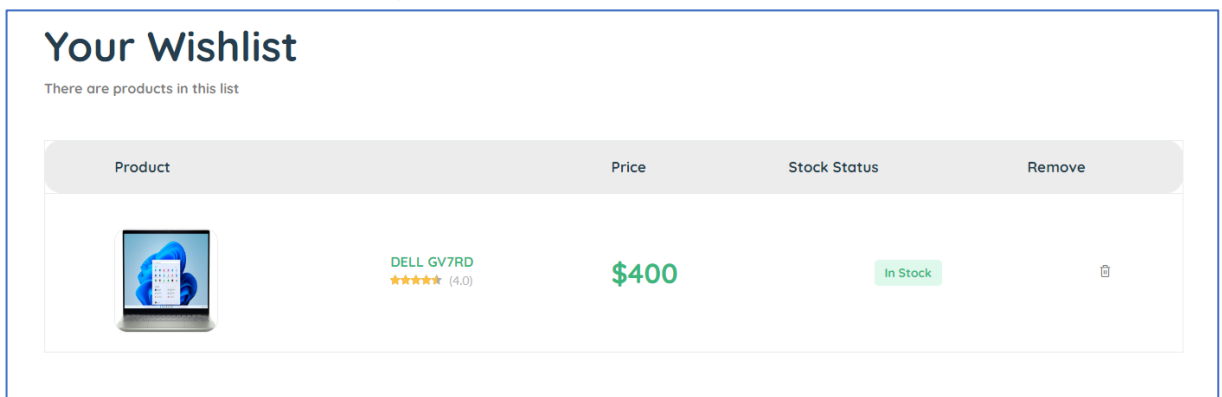 Your Wishlist
There are products in this list
Product Price Stock Status Remove
DELL GV7RD
(4.0)
$400
In Stock